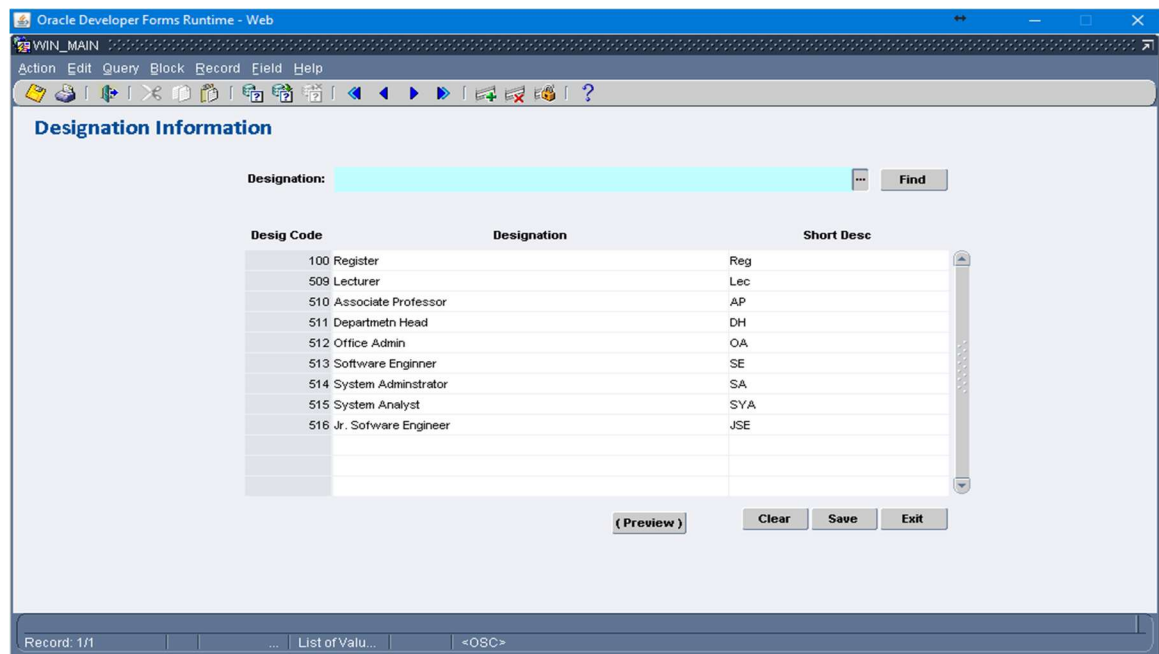 Oracle Developer Forms Runtime - Web
WIN_MAIN
Action Edit Query Block Record Field Help
?
Designation Information
Designation: ... Find
Desig Code Designation Short Desc
100 Register Reg
509 Lecturer Lec
510 Associate Professor AP
511 Departmetn Head DH
512 Office Admin OA
513 Software Enginner SE
514 System Adminstrator SA
515 System Analyst SYA
516 Jr. Sofware Engineer JSE
( Preview ) Clear Save Exit
Record: 1/1 ... List of Valu... <OSC>